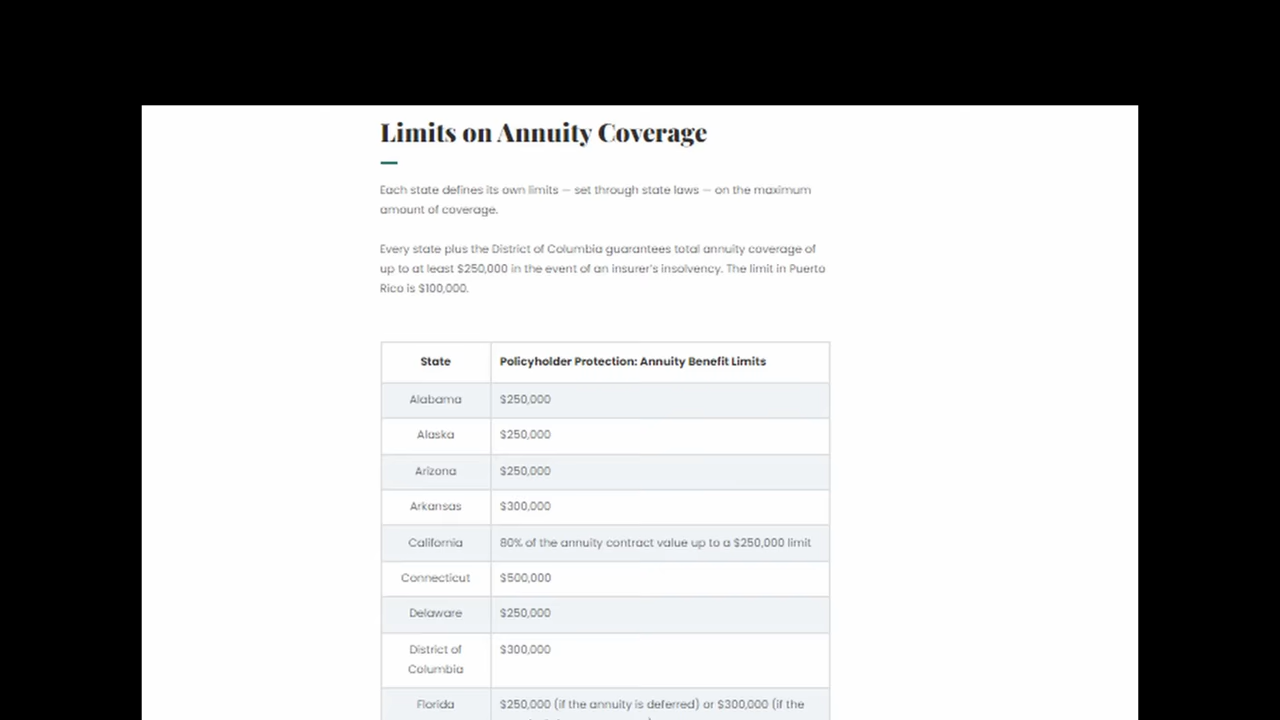 Limits on Annuity Coverage
Each state defines its own limits — set through state laws — on the maximum
amount of coverage.
Every state plus the District of Columbia guarantees total annuity coverage of
up to at least $250,000 in the event of an insurer's insolvency. The limit in Puerto
Rico is $100,000.
State Policyholder Protection: Annuity Benefit Limits
Alabama $250,000
Alaska $250,000
Arizona $250,000
Arkansas $300,000
California 80% of the annuity contract value up to a $250,000 limit
Connecticut $500,000
Delaware $250,000
District of $300,000
Columbia
Florida $250,000 (if the annuity is deferred) or $300,000 (if the